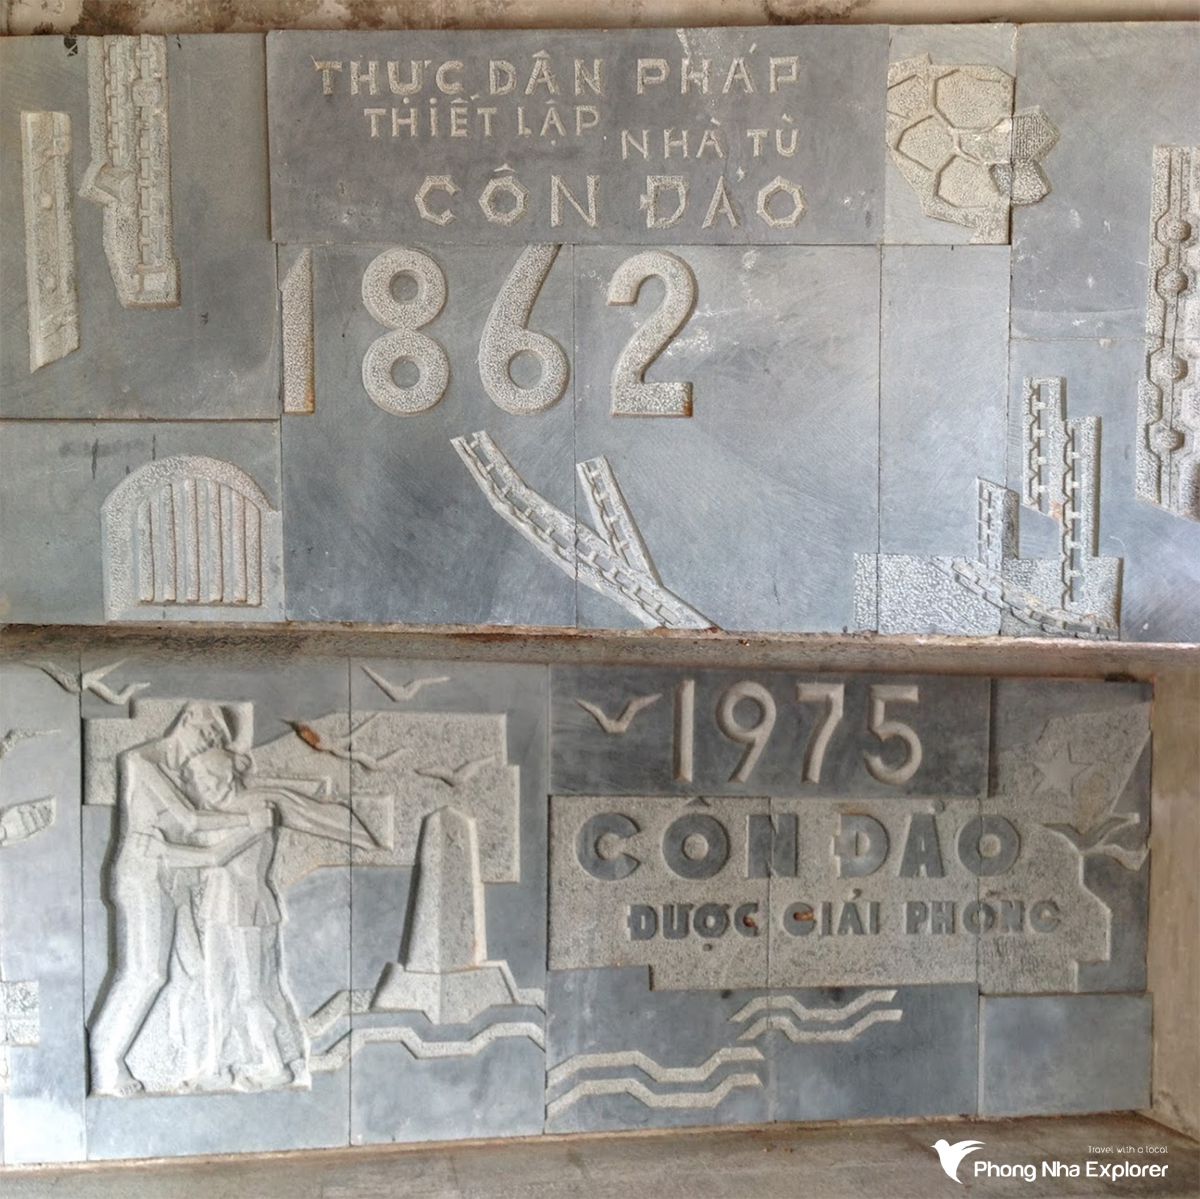 THỰC DÂN PHÁP
THIẾT LẬP
NHÀ TÙ
CÔN ĐẢO
1862
1975
CÔN ĐẢO
ĐƯỢC GIẢI PHÓNG
Travel with a local
Phong Nha Explorer